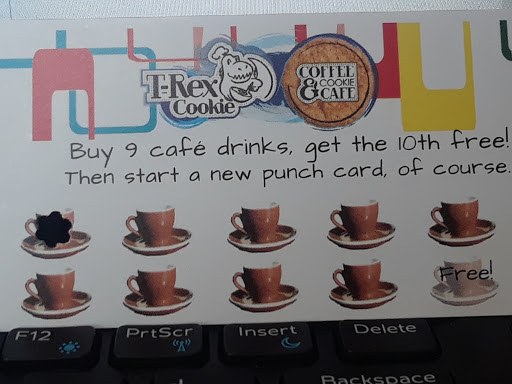 T-Rex
Cookie
COFFEE
& COOKIE
CAFE
Buy 9 café drinks, get the 10th free!
Then start a new punch card, of course.
Free!
F12
PrtScr
Insert
Delete
Backspace